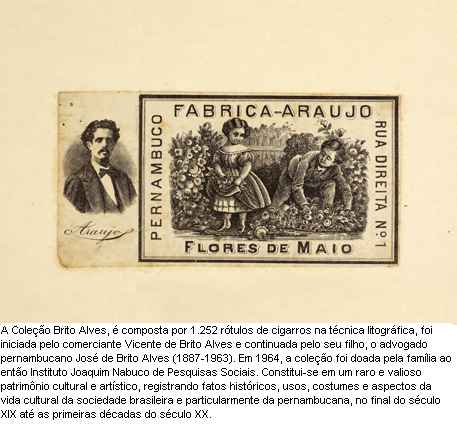 FABRICA-ARAUJO
PERNAMBUCO
RUA DIREITA Nº 1
Araujo
FLORES DE MAIO
A Coleção Brito Alves, é composta por 1.252 rótulos de cigarros na técnica litográfica, foi
iniciada pelo comerciante Vicente de Brito Alves e continuada pelo seu filho, o advogado
pernambucano José de Brito Alves (1887-1963). Em 1964, a coleção foi doada pela família ao
então Instituto Joaquim Nabuco de Pesquisas Sociais. Constitui-se em um raro e valioso
patrimônio cultural e artístico, registrando fatos históricos, usos, costumes e aspectos da
vida cultural da sociedade brasileira e particularmente da pernambucana, no final do século
XIX até as primeiras décadas do século XX.